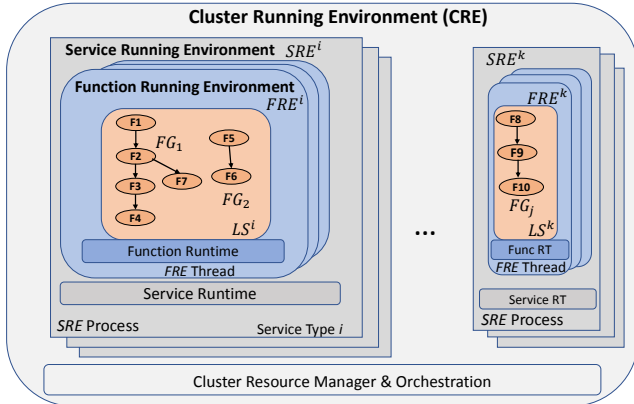 Cluster Running Environment (CRE)
Service Running Environment SRE^i
Function Running Environment
FRE^i
F1
F2
F3
F4
F7
FG_1
F5
F6
FG_2
LS^i
Function Runtime
FRE Thread
Service Runtime
SRE Process
Service Type i
...
SRE^k
FRE^k
F8
F9
F10
FG_j
LS^k
Func RT
FRE Thread
Service RT
SRE Process
Cluster Resource Manager & Orchestration